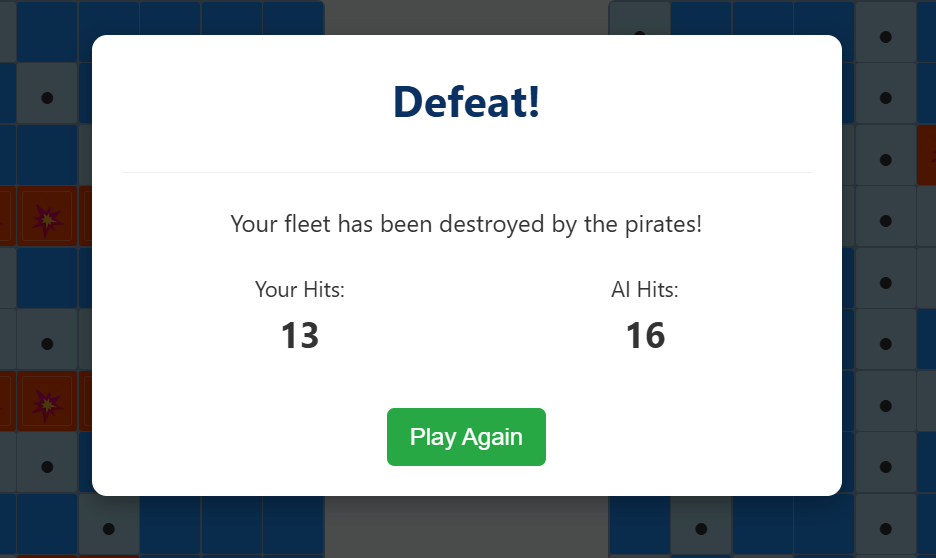 Defeat!
Your fleet has been destroyed by the pirates!
Your Hits:
AI Hits:
13
16
Play Again